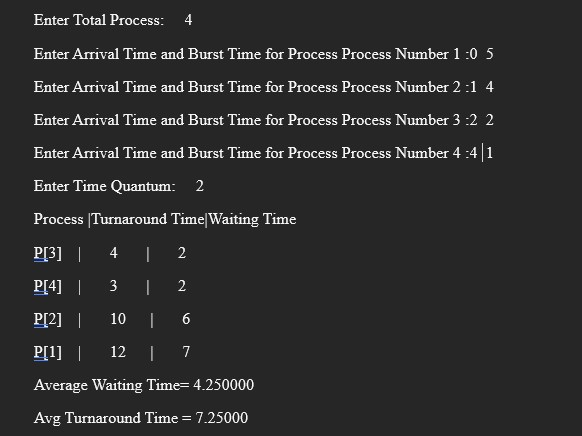 Enter Total Process: 4
Enter Arrival Time and Burst Time for Process Process Number 1 :0 5
Enter Arrival Time and Burst Time for Process Process Number 2 :1 4
Enter Arrival Time and Burst Time for Process Process Number 3 :2 2
Enter Arrival Time and Burst Time for Process Process Number 4 :4 1
Enter Time Quantum: 2
Process |Turnaround Time|Waiting Time
P[3] | 4 | 2
P[4] | 3 | 2
P[2] | 10 | 6
P[1] | 12 | 7
Average Waiting Time= 4.250000
Avg Turnaround Time = 7.25000